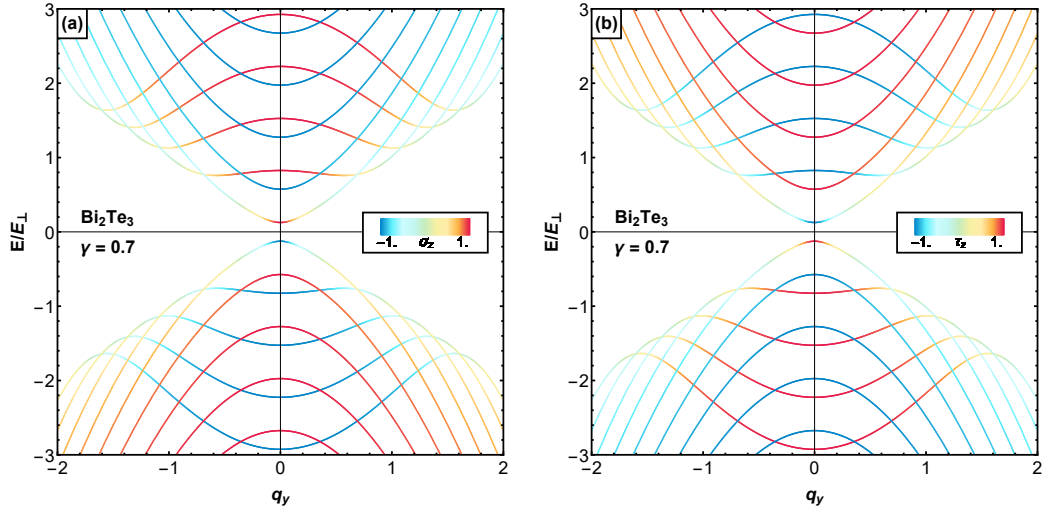 (a)
E/E⊥
3
2
1
0
−1
−2
−3
Bi₂Te₃
γ = 0.7
−1. σz 1.
−2 −1 0 1 2
qy
(b)
E/E⊥
3
2
1
0
−1
−2
−3
Bi₂Te₃
γ = 0.7
−1. τz 1.
−2 −1 0 1 2
qy